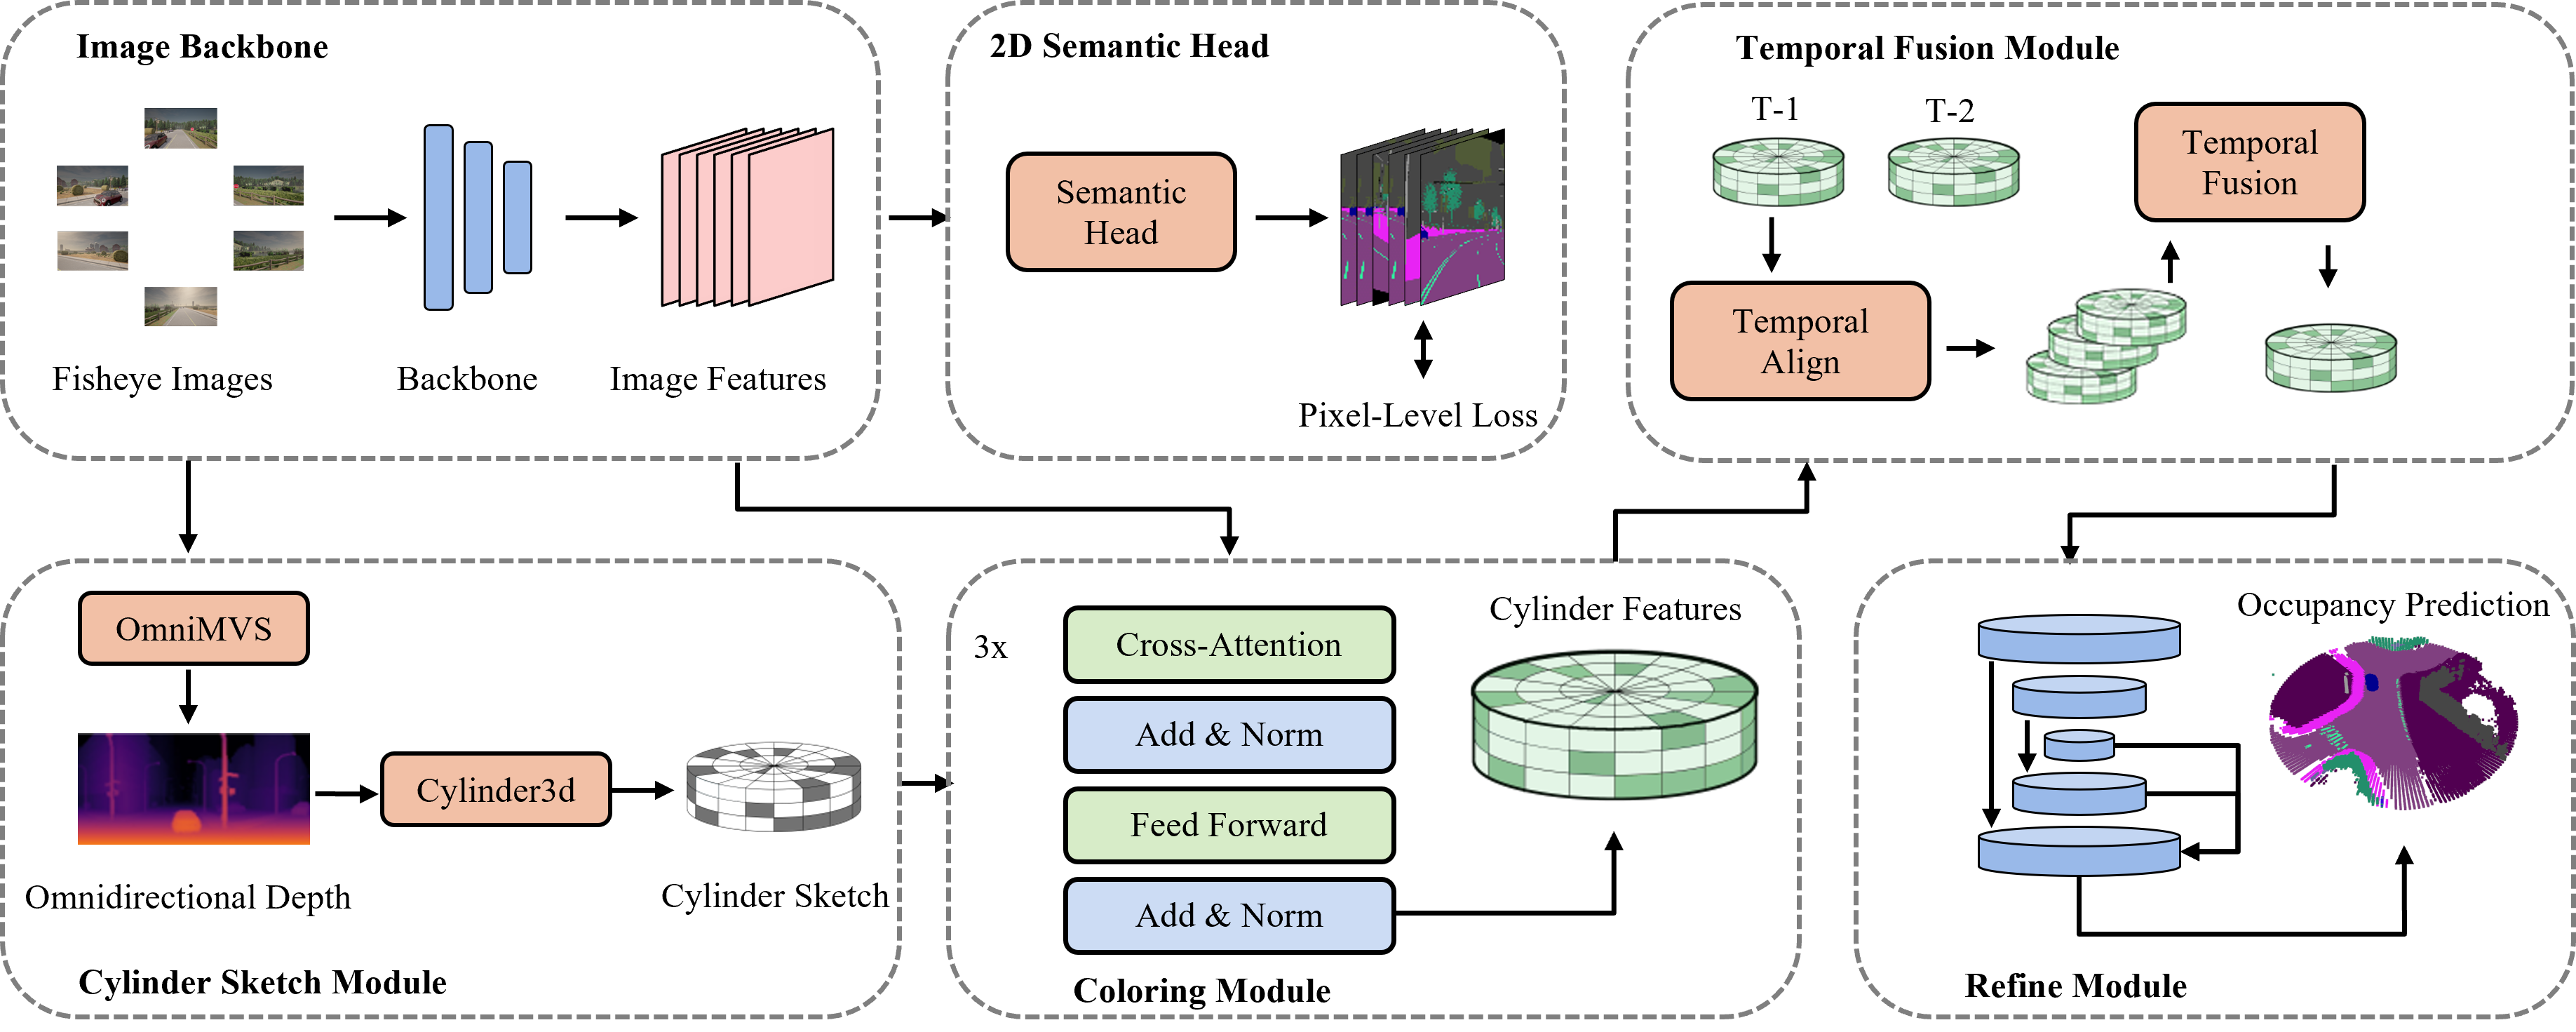 Image Backbone
Fisheye Images
Backbone
Image Features
2D Semantic Head
Semantic
Head
Pixel-Level Loss
Temporal Fusion Module
T-1
T-2
Temporal
Align
Temporal
Fusion
OmniMVS
Omnidirectional Depth
Cylinder3d
Cylinder Sketch
Cylinder Sketch Module
3x
Cross-Attention
Add & Norm
Feed Forward
Add & Norm
Cylinder Features
Coloring Module
Occupancy Prediction
Refine Module